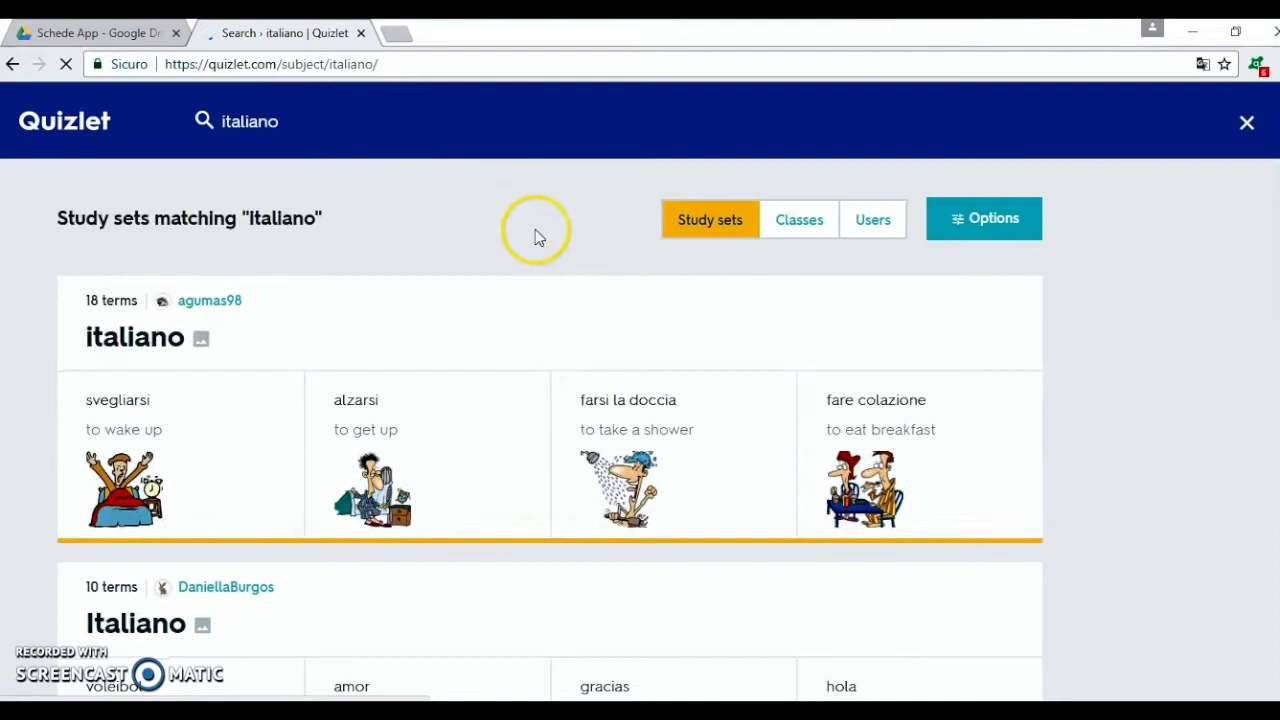 Schede App - Google Dr
Search › italiano | Quizlet
Sicuro
https://quizlet.com/subject/italiano/
6
Quizlet
italiano
Study sets matching "Italiano"
Study sets
Classes
Users
Options
18 terms
agumas98
italiano
svegliarsi
alzarsi
farsi la doccia
fare colazione
to wake up
to get up
to take a shower
to eat breakfast
10 terms
DaniellaBurgos
Italiano
RECORDED WITH
SCREENCAST MATIC
voleibol
amor
gracias
hola